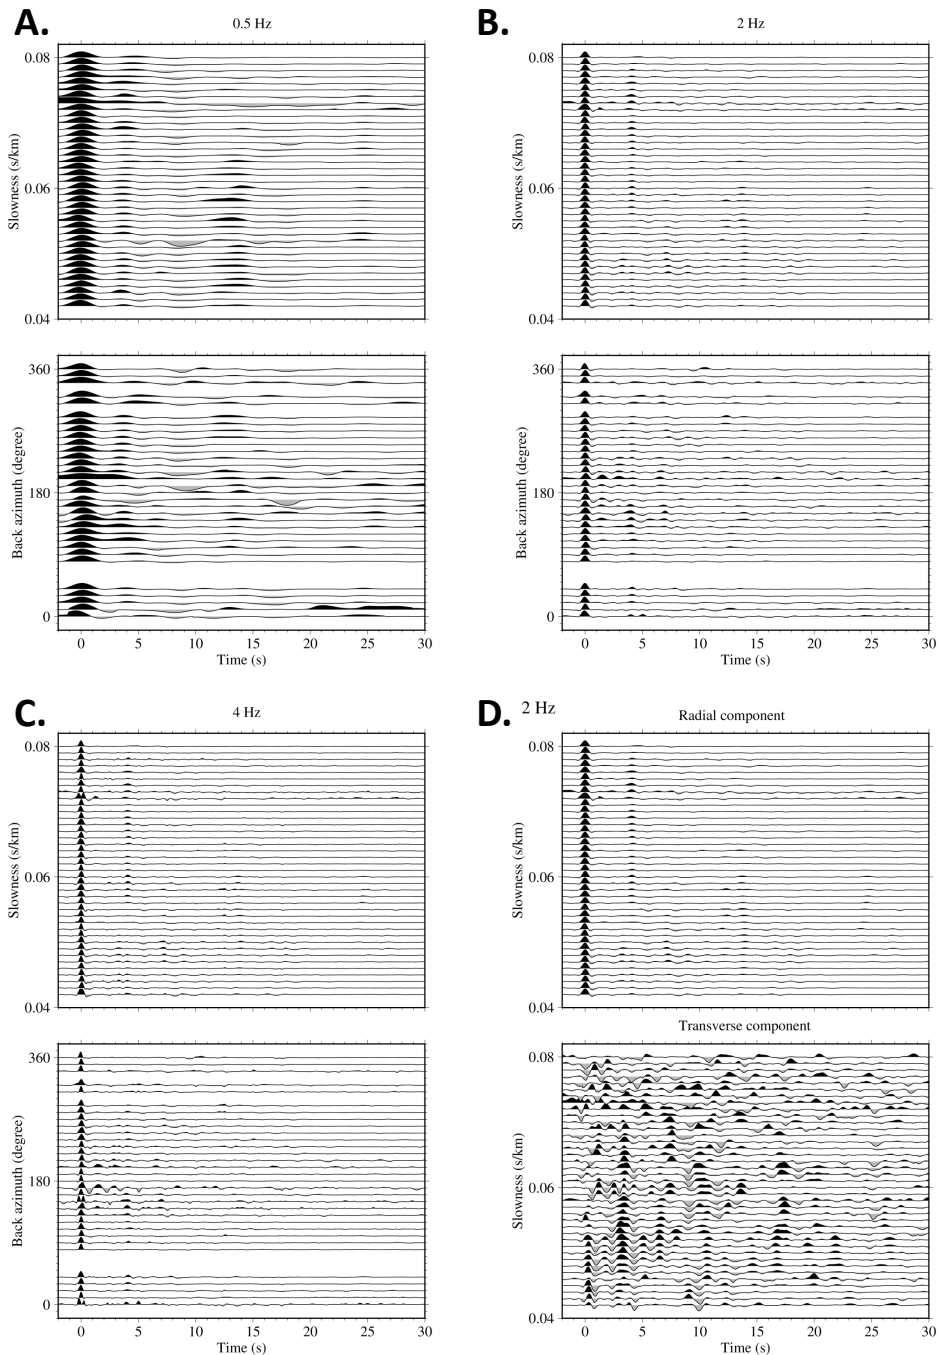 A.
0.5 Hz
0.08
0.06
0.04
Slowness (s/km)
360
180
0
Back azimuth (degree)
0 5 10 15 20 25 30
Time (s)
B.
2 Hz
0.08
0.06
0.04
Slowness (s/km)
360
180
0
Back azimuth (degree)
0 5 10 15 20 25 30
Time (s)
C.
4 Hz
0.08
0.06
0.04
Slowness (s/km)
360
180
0
Back azimuth (degree)
0 5 10 15 20 25 30
Time (s)
D.
2 Hz
Radial component
0.08
0.06
0.04
Slowness (s/km)
Transverse component
0.08
0.06
0.04
Slowness (s/km)
0 5 10 15 20 25 30
Time (s)